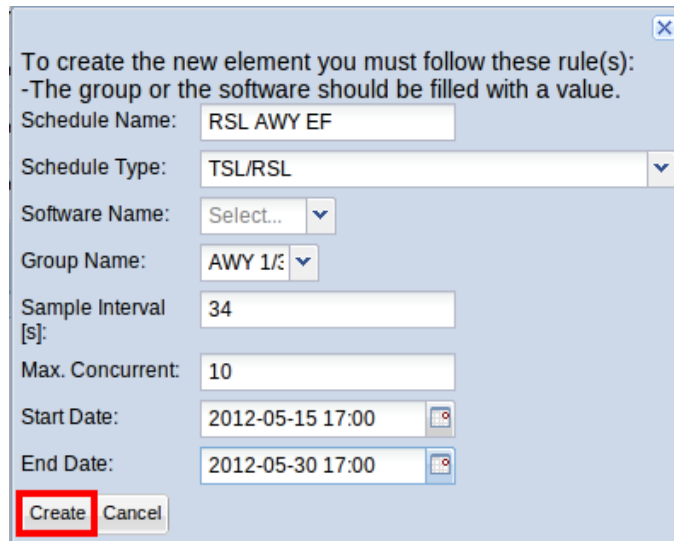 To create the new element you must follow these rule(s):
-The group or the software should be filled with a value.
Schedule Name: RSL AWY EF
Schedule Type: TSL/RSL
Software Name: Select...
Group Name: AWY 1/3
Sample Interval [s]: 34
Max. Concurrent: 10
Start Date: 2012-05-15 17:00
End Date: 2012-05-30 17:00
Create Cancel